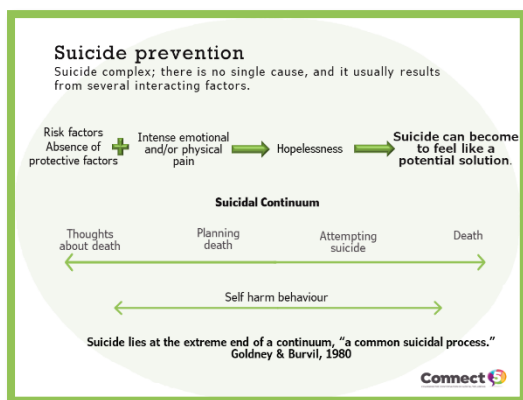 Suicide prevention
Suicide complex; there is no single cause, and it usually results
from several interacting factors.
Risk factors
Absence of
protective factors
Intense emotional
and/or physical
pain
Hopelessness
Suicide can become
to feel like a
potential solution.
Suicidal Continuum
Thoughts
about death
Planning
death
Attempting
suicide
Death
Self harm behaviour
Suicide lies at the extreme end of a continuum, “a common suicidal process.”
Goldney & Burvil, 1980
Connect 5